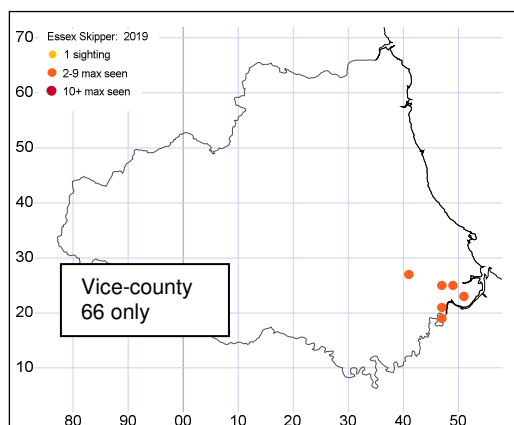 Essex Skipper: 2019
1 sighting
2-9 max seen
10+ max seen
70
60
50
40
30
20
10
Vice-county
66 only
80 90 00 10 20 30 40 50